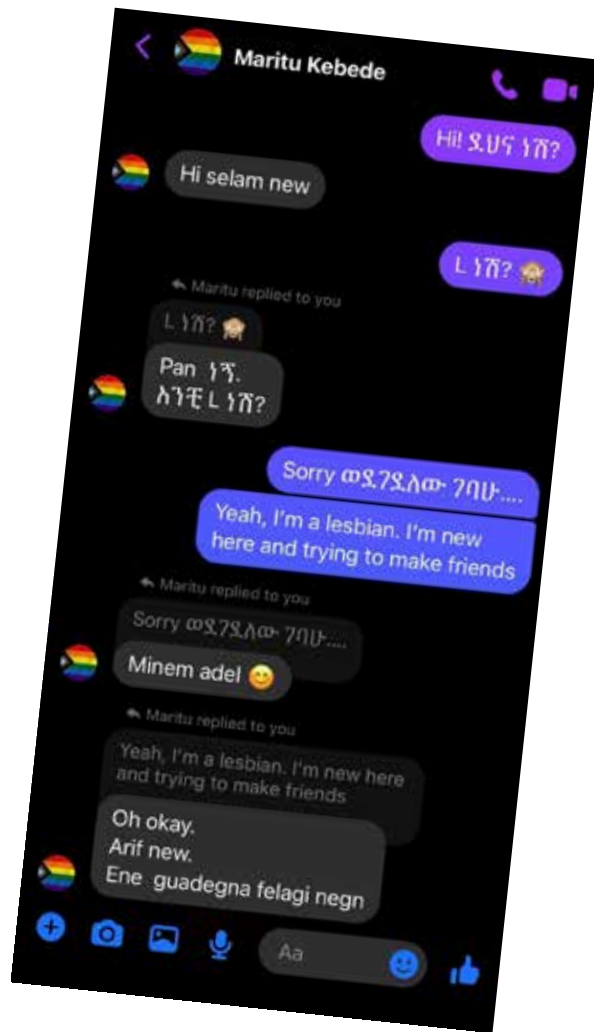 Maritu Kebede
Hi! ደህና ነሽ?
Hi selam new
L ነሽ? 🙈
Maritu replied to you
L ነሽ? 🙈
Pan ነኝ.
አንቺ L ነሽ?
Sorry ወደገደለው ገባሁ....
Yeah, I'm a lesbian. I'm new
here and trying to make friends
Maritu replied to you
Sorry ወደገደለው ገባሁ....
Minem adel 😊
Maritu replied to you
Yeah, I'm a lesbian. I'm new here
and trying to make friends
Oh okay.
Arif new.
Ene guadegna felagi negn
Aa